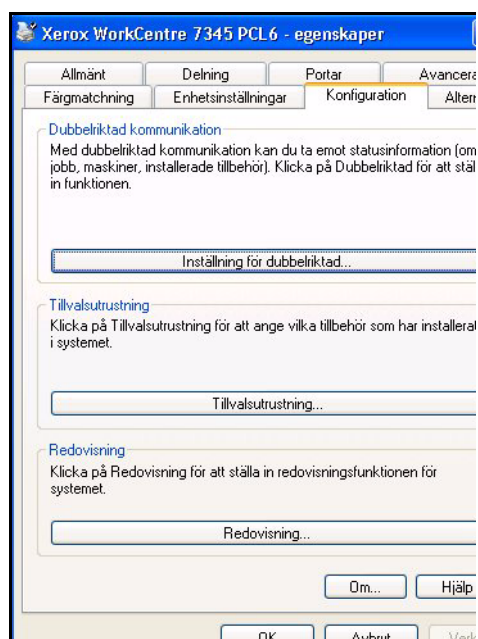 Xerox WorkCentre 7345 PCL6 - egenskaper
Allmänt Delning Portar Avancera
Färgmatchning Enhetsinställningar Konfiguration Altern
Dubbelriktad kommunikation
Med dubbelriktad kommunikation kan du ta emot statusinformation (om
jobb, maskiner, installerade tillbehör). Klicka på Dubbelriktad för att stäl
in funktionen.
Inställning för dubbelriktad...
Tillvalsutrustning
Klicka på Tillvalsutrustning för att ange vilka tillbehör som har installerat
i systemet.
Tillvalsutrustning...
Redovisning
Klicka på Redovisning för att ställa in redovisningsfunktionen för
systemet.
Redovisning...
Om... Hjälp
OK Avbryt